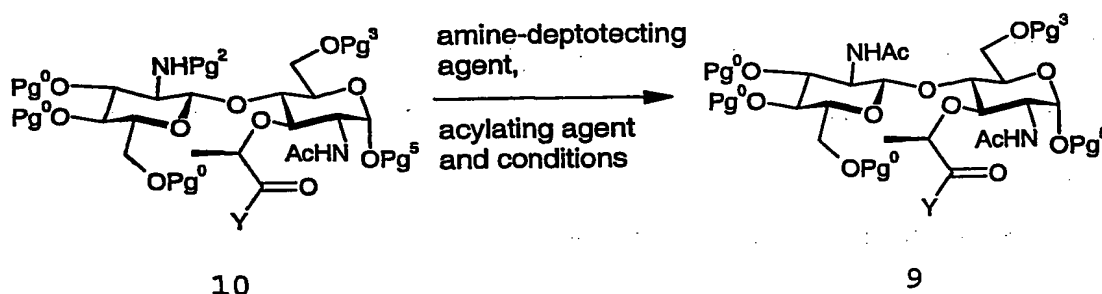 OPg³
NHPg²
Pg⁰O
Pg⁰O
O
O
O
O
AcHN
OPg⁵
OPg⁰
O
Y
10
amine-deptotecting
agent,
acylating agent
and conditions
OPg³
NHAc
Pg⁰O
Pg⁰O
O
O
O
O
AcHN
OPg
OPg⁰
O
Y
9